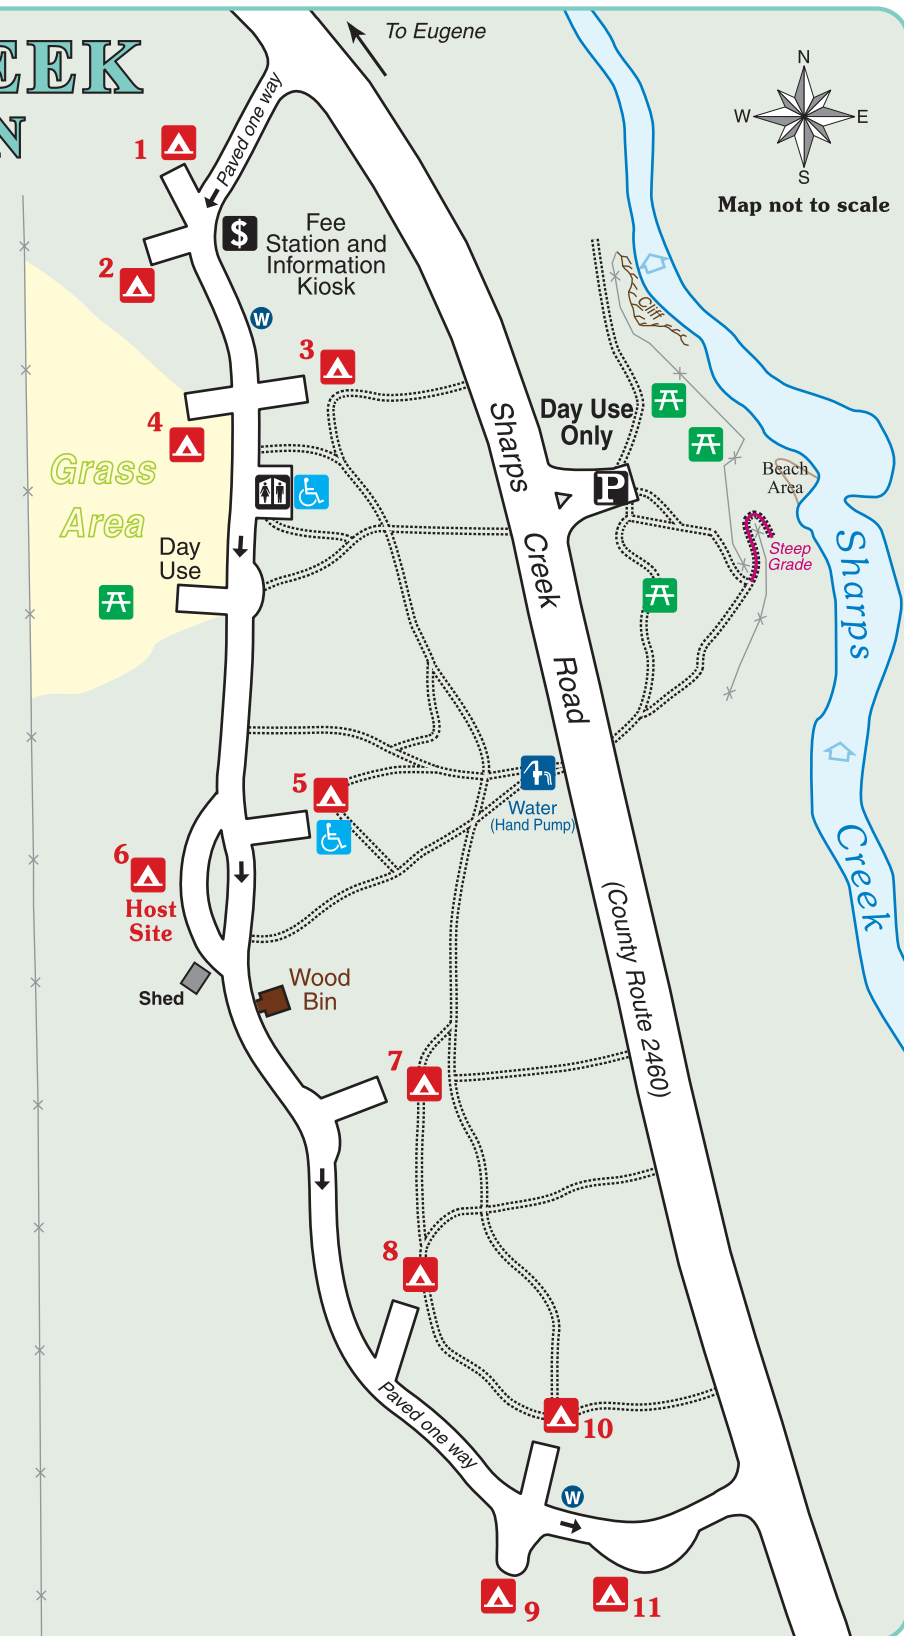 EEK
N
To Eugene
N
W
E
S
Map not to scale
Paved one way
1
2
$
Fee
Station and
Information
Kiosk
W
3
4
Cliff
Day Use
Only
P
Beach
Area
Steep
Grade
Grass
Area
Day
Use
Sharps
Creek
Road
(County Route 2460)
Sharps
Creek
5
Water
(Hand Pump)
6
Host
Site
Shed
Wood
Bin
7
8
Paved one way
10
W
9
11